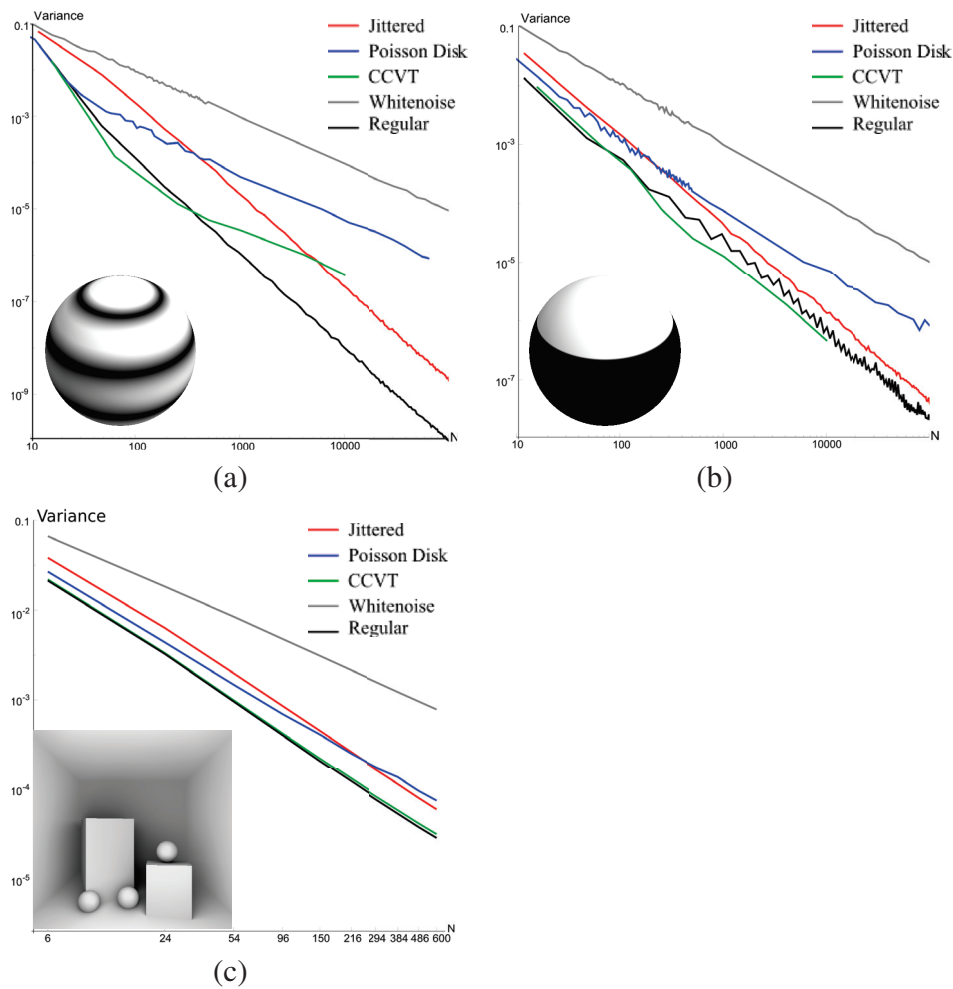 Variance
0.1
10^-3
10^-5
10^-7
10^-9
Jittered
Poisson Disk
CCVT
Whitenoise
Regular
10 100 1000 10000 N
(a)
Variance
0.1
10^-3
10^-5
10^-7
Jittered
Poisson Disk
CCVT
Whitenoise
Regular
10 100 1000 10000 N
(b)
Variance
0.1
10^-2
10^-3
10^-4
10^-5
Jittered
Poisson Disk
CCVT
Whitenoise
Regular
6 24 54 96 150 216 294 384 486 600 N
(c)